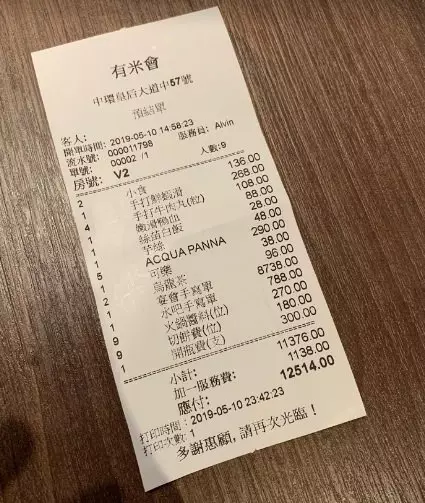 有米會
中環皇后大道中57號
預結單
客人:
開單時間: 2019-05-10 14:58:23
流水號: 000011798 服務員: Alvin
單號: 00002 /1
房號: V2 人數:9
2 小食 136.00
1 手打鮮蝦滑 268.00
4 手打牛肉丸(粒) 108.00
1 嫩滑鴨血 88.00
1 絲苗白飯 28.00
1 芋絲 48.00
5 ACQUA PANNA 290.00
1 可樂 38.00
2 烏龍茶 96.00
1 宴會手寫單 8738.00
1 水吧手寫單 788.00
9 火鍋醬料(位) 270.00
9 切餅費(位) 180.00
1 開瓶費(支) 300.00
小計: 11376.00
加一服務費: 1138.00
應付: 12514.00
打印時間: 2019-05-10 23:42:23
打印次數: 1
多謝惠顧, 請再次光臨！